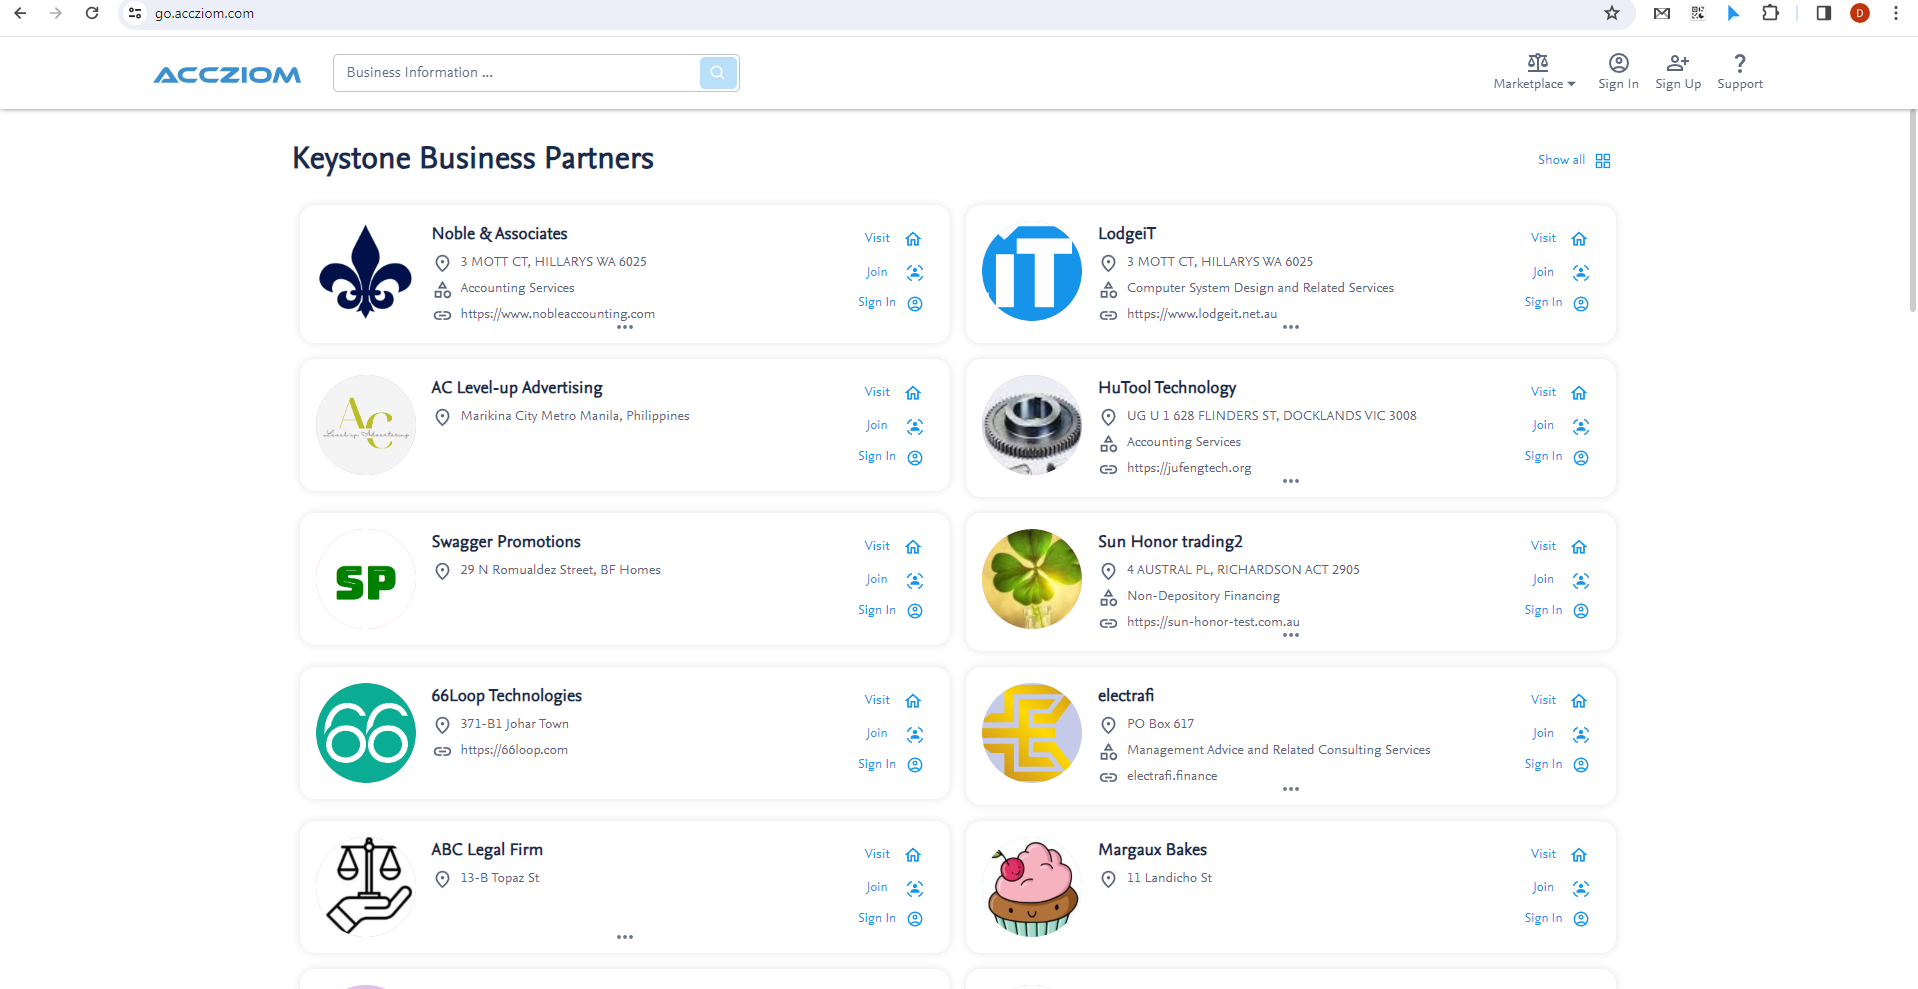 go.accziom.com
D
ACCZIOM
Business Information ...
Marketplace
Sign In
Sign Up
Support
Keystone Business Partners
Show all
Noble & Associates
3 MOTT CT, HILLARYS WA 6025
Accounting Services
https://www.nobleaccounting.com
Visit
Join
Sign In
iT
LodgeiT
3 MOTT CT, HILLARYS WA 6025
Computer System Design and Related Services
https://www.lodgeit.net.au
Visit
Join
Sign In
AC
Level-up Advertising
AC Level-up Advertising
Marikina City Metro Manila, Philippines
Visit
Join
Sign In
HuTool Technology
UG U 1 628 FLINDERS ST, DOCKLANDS VIC 3008
Accounting Services
https://jufengtech.org
Visit
Join
Sign In
SP
Swagger Promotions
29 N Romualdez Street, BF Homes
Visit
Join
Sign In
Sun Honor trading2
4 AUSTRAL PL, RICHARDSON ACT 2905
Non-Depository Financing
https://sun-honor-test.com.au
Visit
Join
Sign In
66
66Loop Technologies
371-B1 Johar Town
https://66loop.com
Visit
Join
Sign In
electrafi
PO Box 617
Management Advice and Related Consulting Services
electrafi.finance
Visit
Join
Sign In
ABC Legal Firm
13-B Topaz St
Visit
Join
Sign In
Margaux Bakes
11 Landicho St
Visit
Join
Sign In